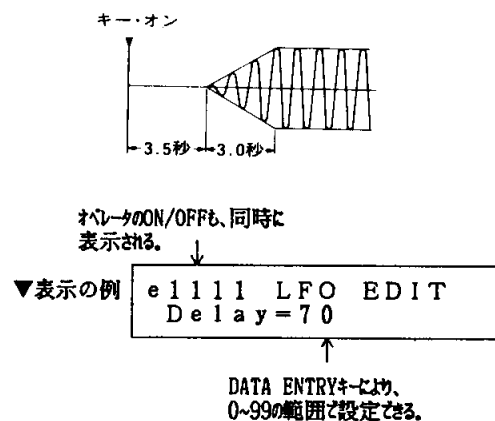 キー・オン
3.5秒
3.0秒
オペレータのON/OFFも、同時に
表示される。
▼表示の例
e1111 LFO EDIT
Delay=70
DATA ENTRYキーにより、
0~99の範囲で設定できる。